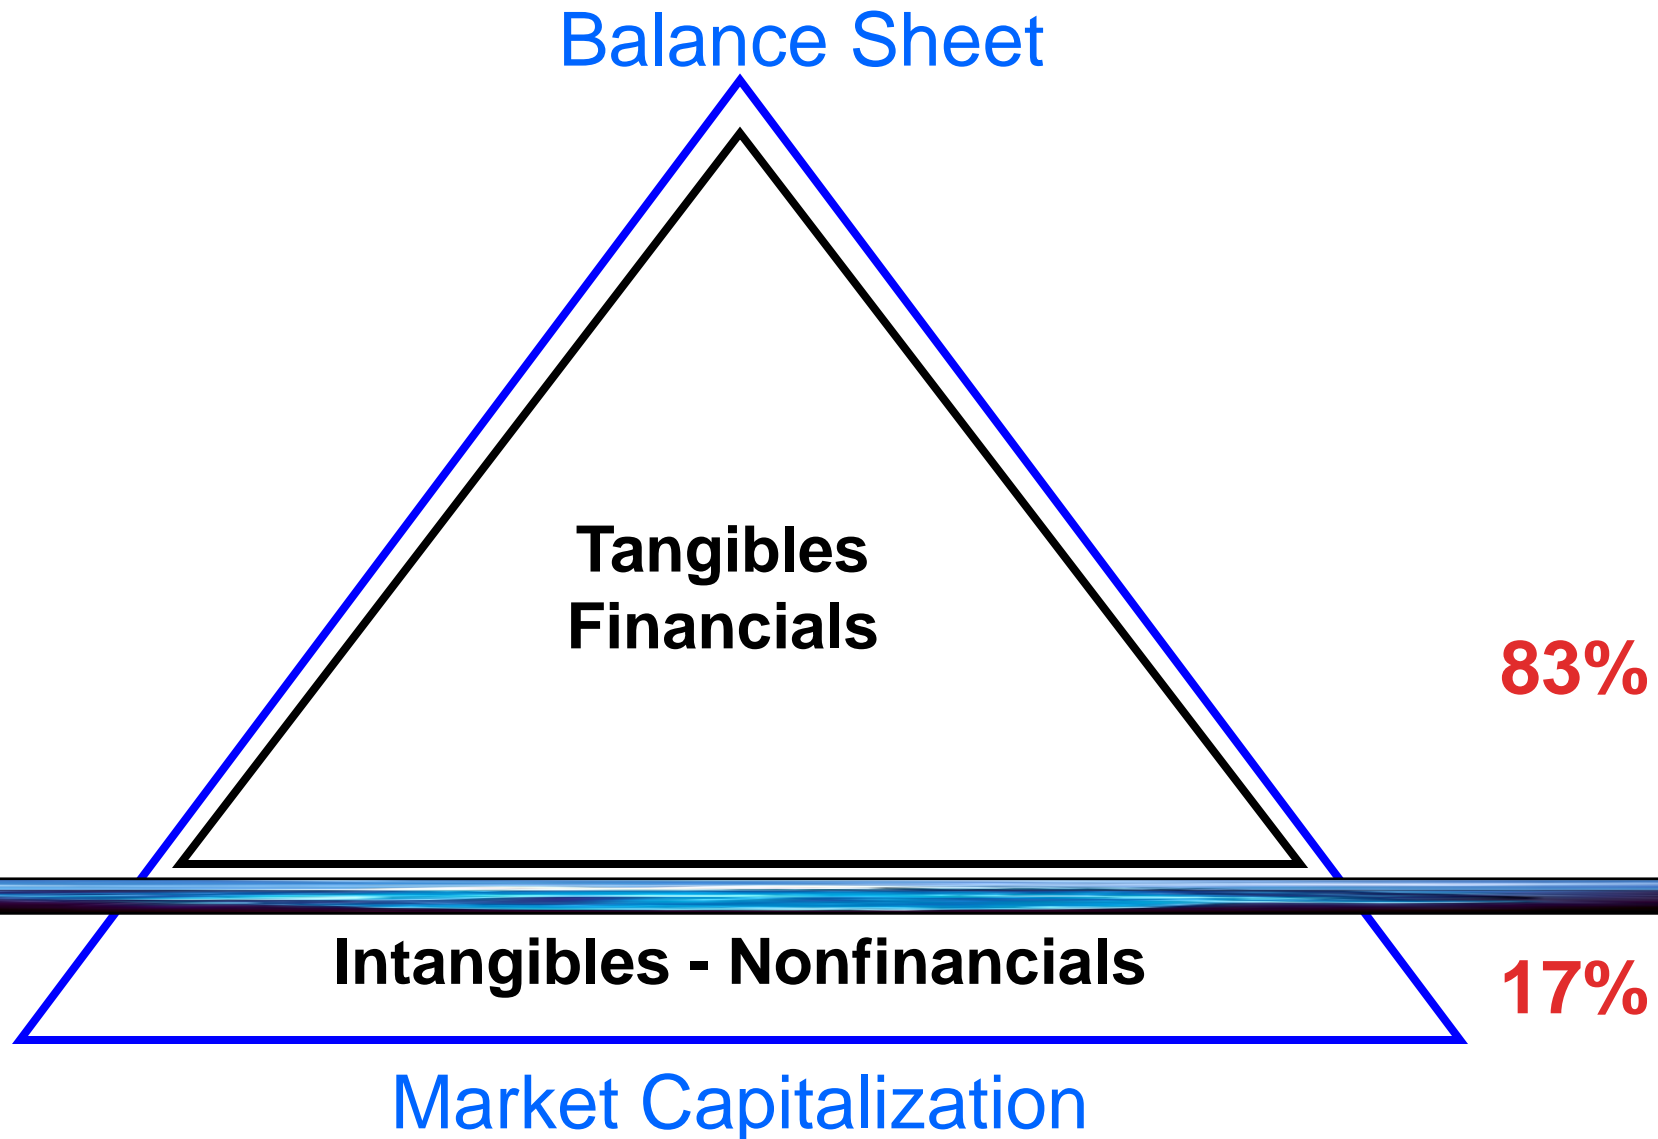 Balance Sheet
Tangibles
Financials
83%
Intangibles - Nonfinancials
17%
Market Capitalization